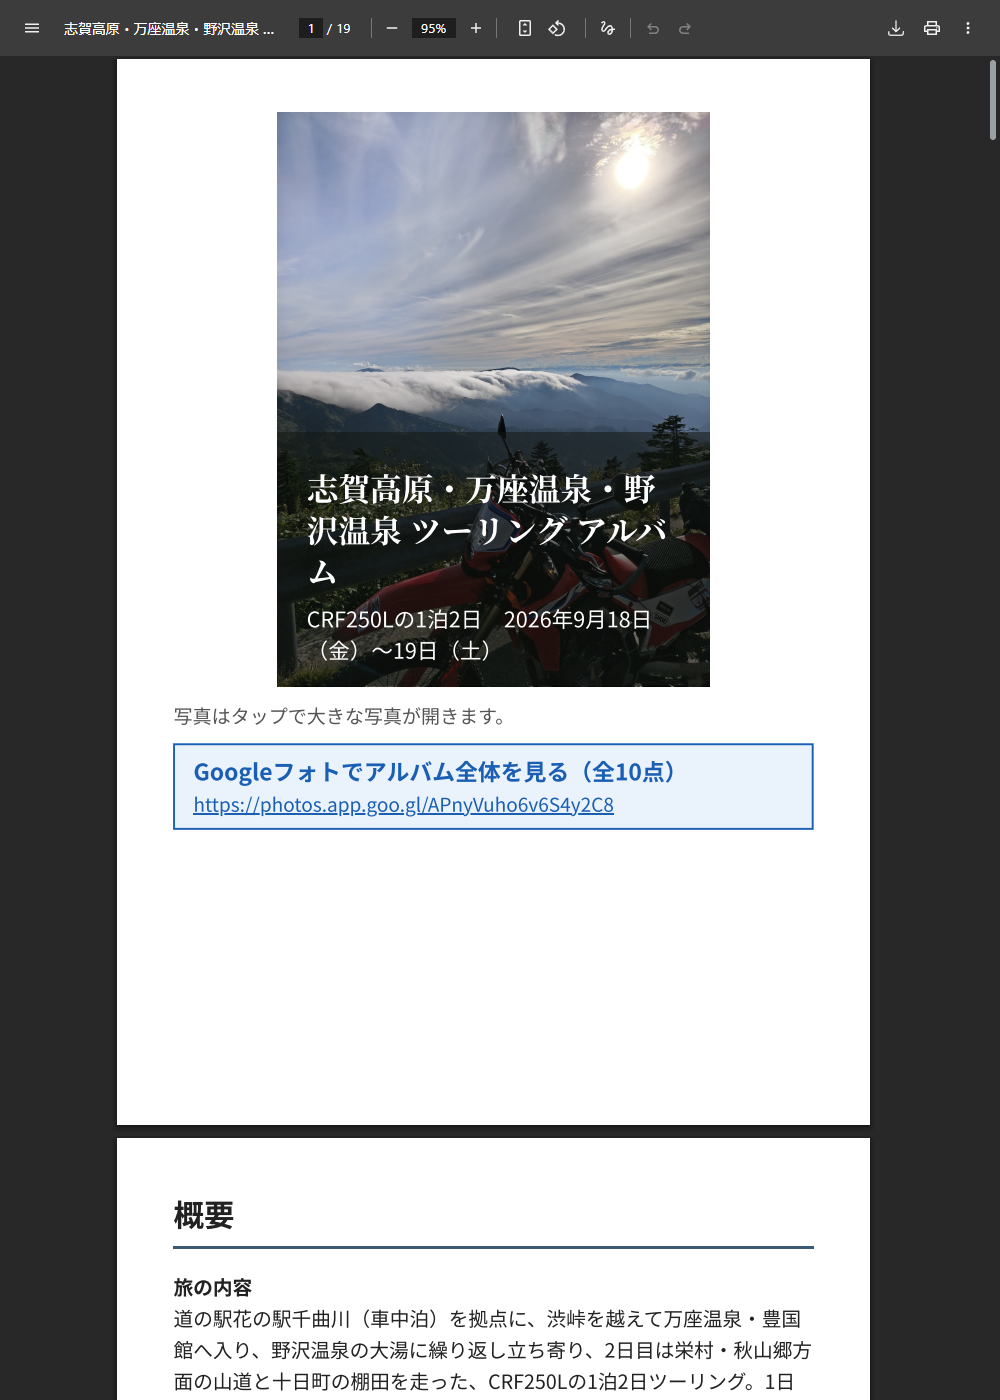 志賀高原・万座温泉・野沢温泉 ...
1 / 19
95%
志賀高原・万座温泉・野
沢温泉 ツーリング アルバ
ム
CRF250Lの1泊2日　2026年9月18日
（金）〜19日（土）
写真はタップで大きな写真が開きます。
Googleフォトでアルバム全体を見る（全10点）
https://photos.app.goo.gl/APnyVuho6v6S4y2C8
概要
旅の内容
道の駅花の駅千曲川（車中泊）を拠点に、渋峠を越えて万座温泉・豊国
館へ入り、野沢温泉の大湯に繰り返し立ち寄り、2日目は栄村・秋山郷方
面の山道と十日町の棚田を走った、CRF250Lの1泊2日ツーリング。1日